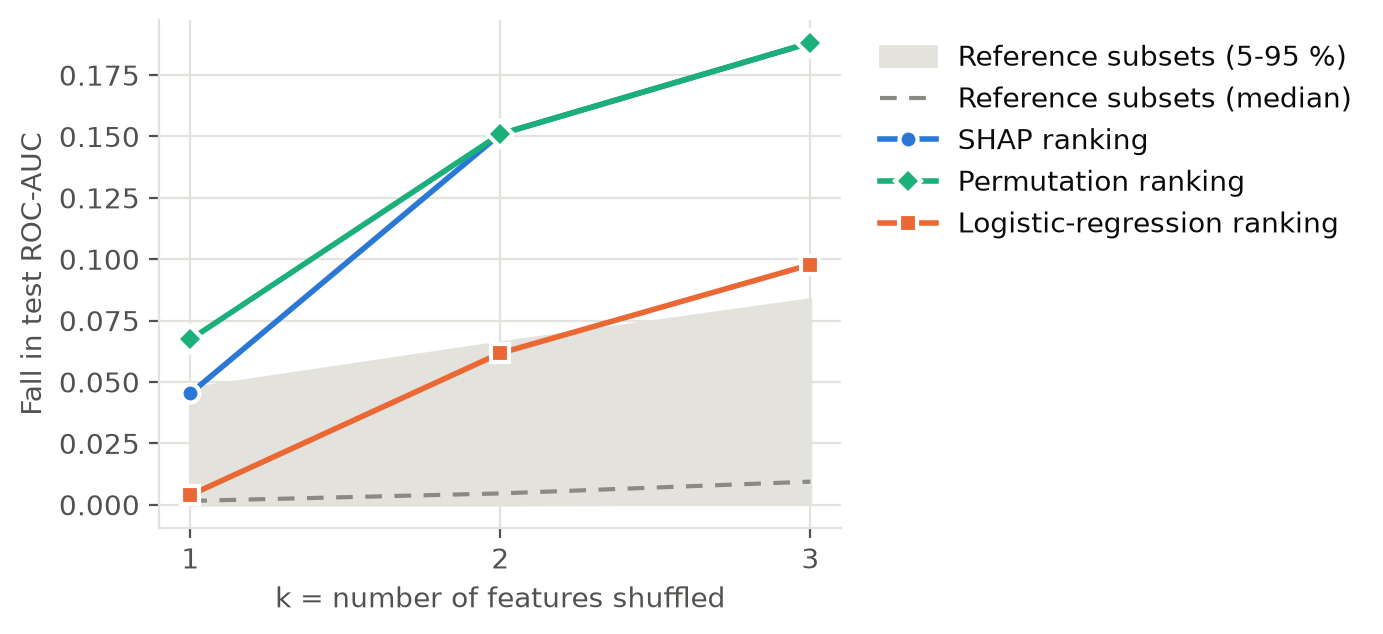 Fall in test ROC-AUC
0.175
0.150
0.125
0.100
0.075
0.050
0.025
0.000
1 2 3
k = number of features shuffled
Reference subsets (5-95 %)
Reference subsets (median)
SHAP ranking
Permutation ranking
Logistic-regression ranking